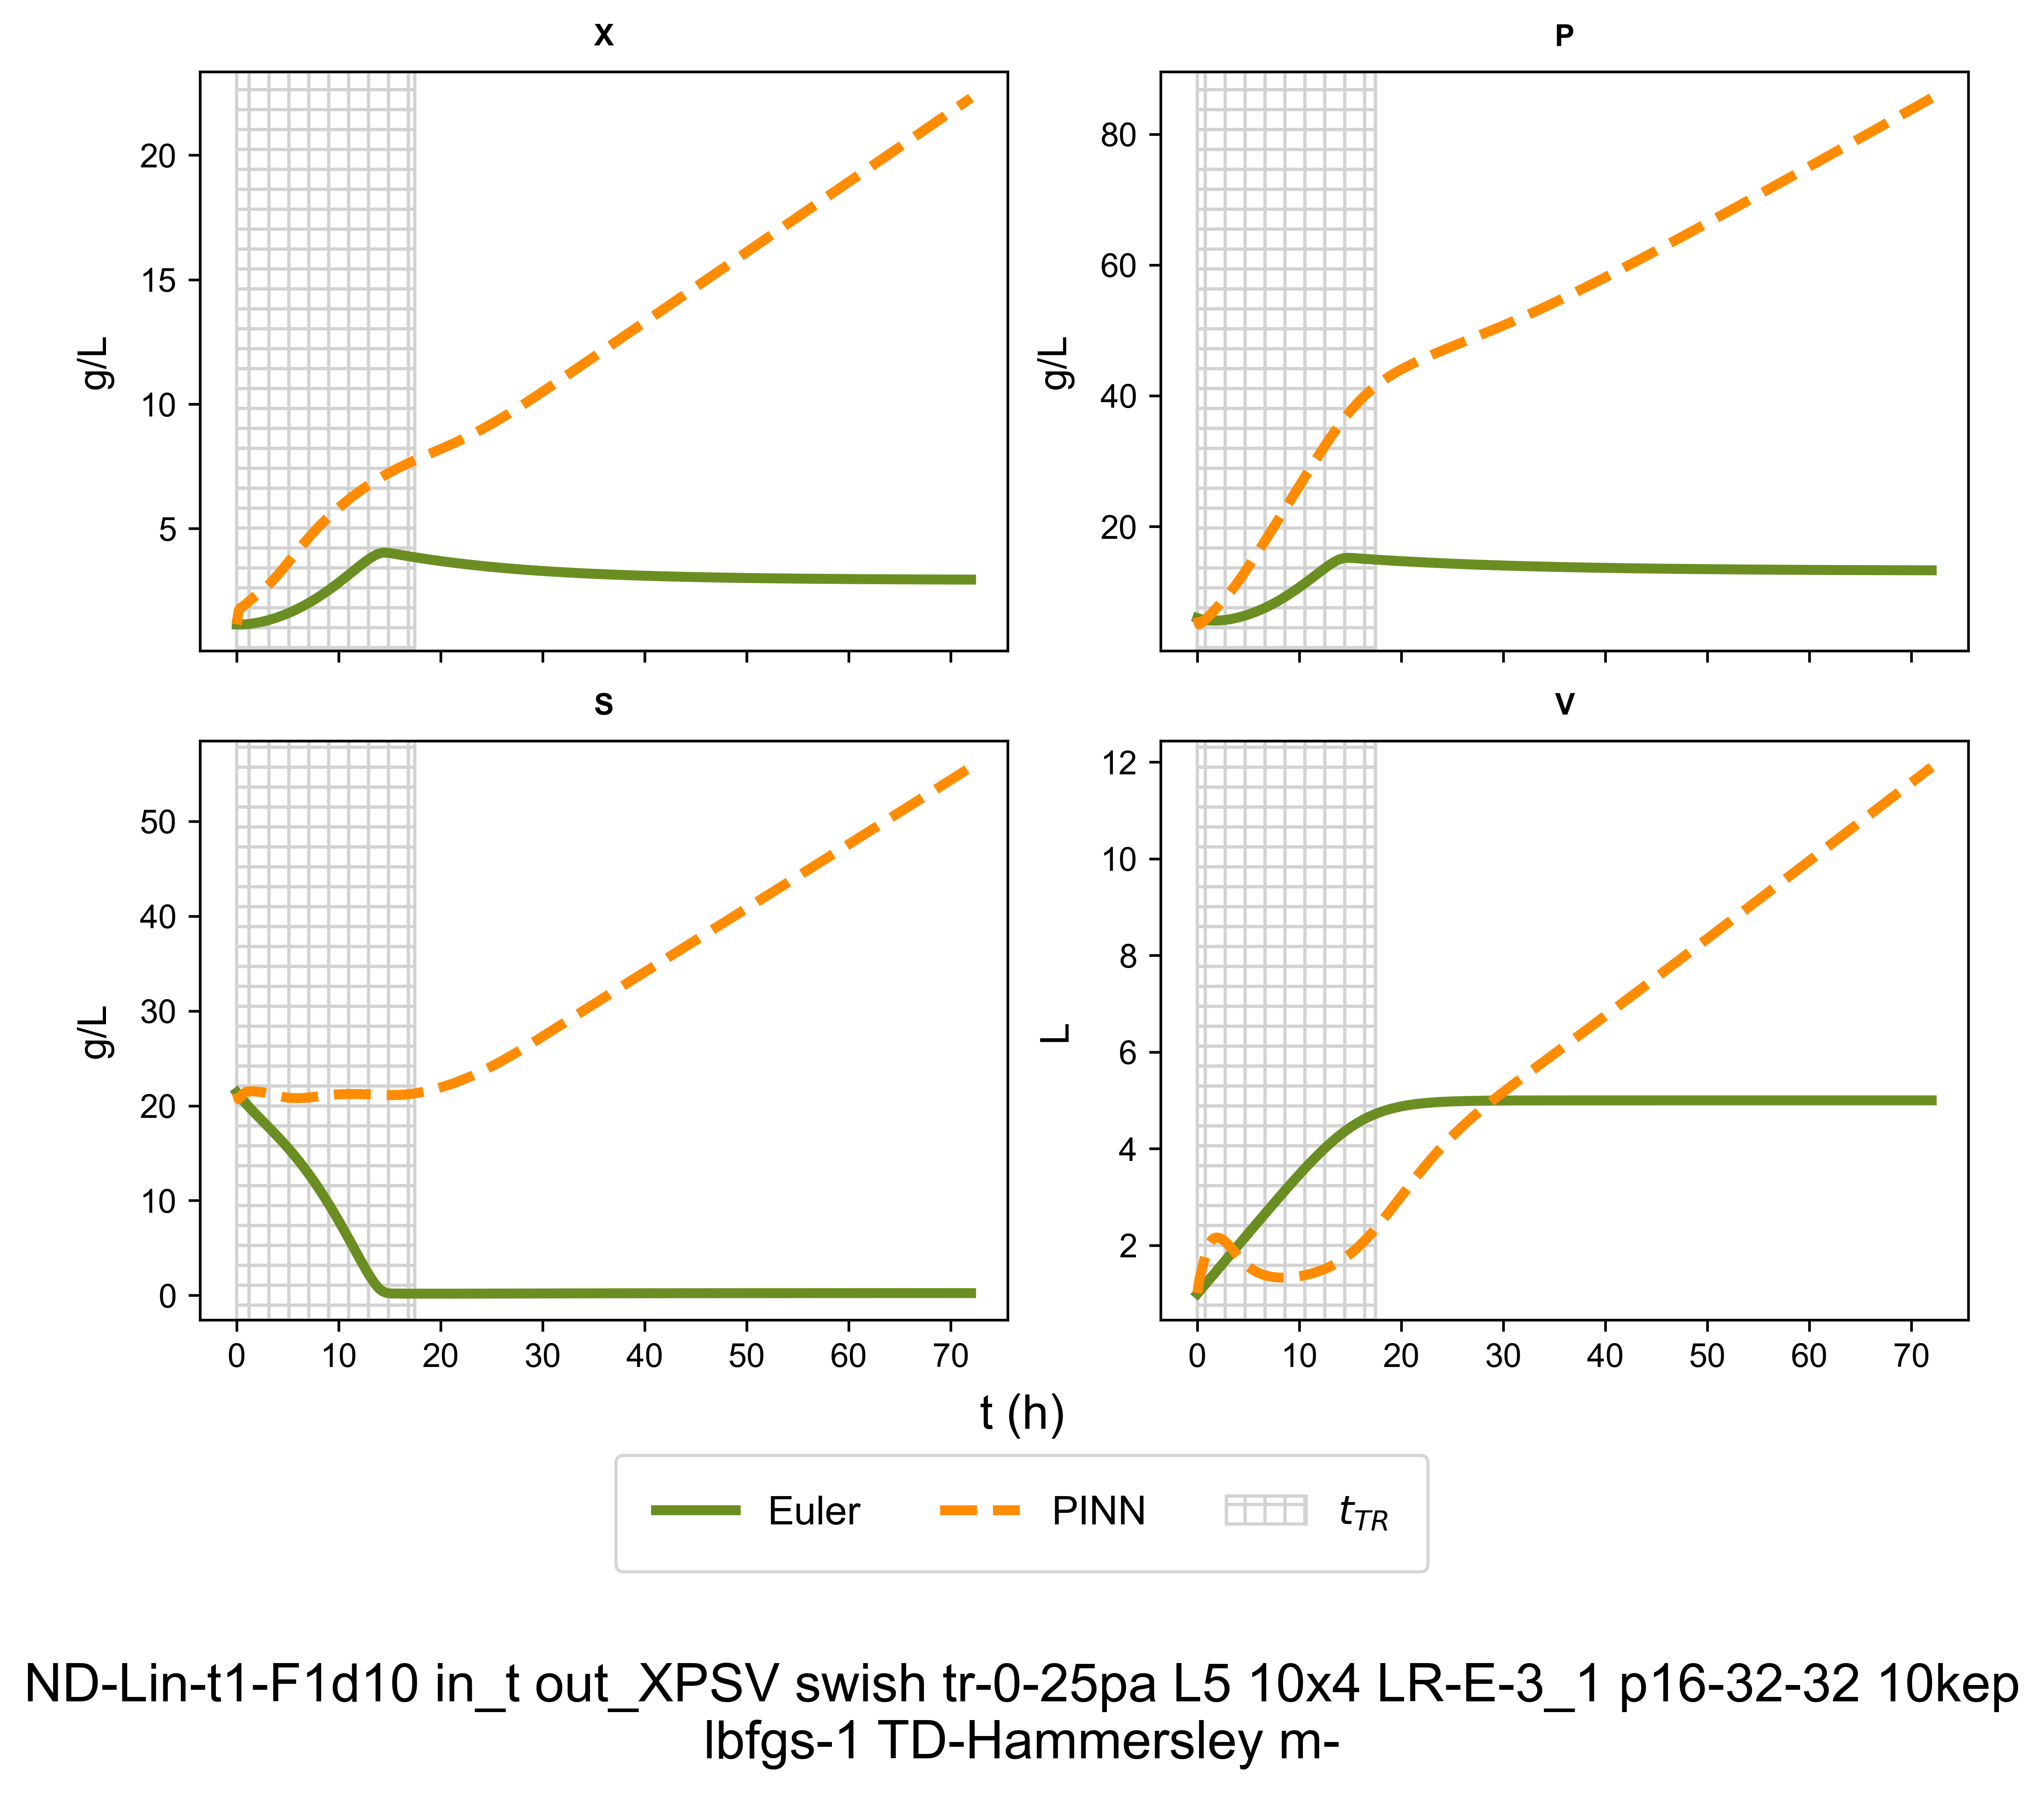 X
P
20
15
10
5
g/L
80
60
40
20
g/L
S
V
50
40
30
20
10
0
g/L
12
10
8
6
4
2
L
0 10 20 30 40 50 60 70
0 10 20 30 40 50 60 70
t (h)
Euler PINN t_{TR}
ND-Lin-t1-F1d10 in_t out_XPSV swish tr-0-25pa L5 10x4 LR-E-3_1 p16-32-32 10kep
lbfgs-1 TD-Hammersley m-